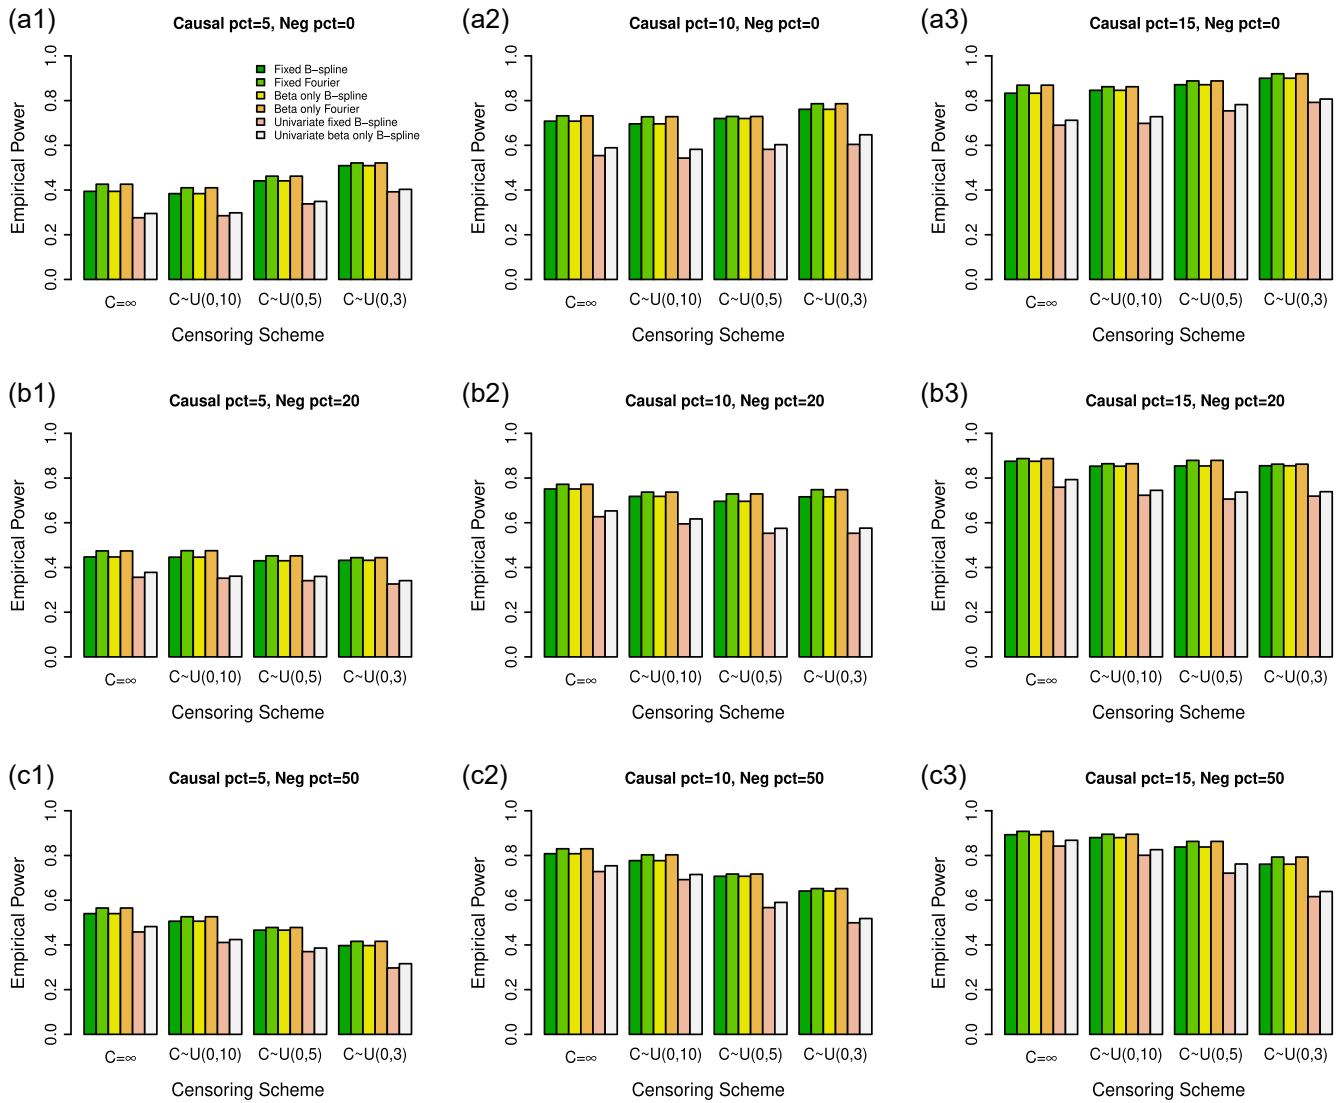 (a1)
Causal pct=5, Neg pct=0
Empirical Power
0.0 0.2 0.4 0.6 0.8 1.0
Fixed B−spline
Fixed Fourier
Beta only B−spline
Beta only Fourier
Univariate fixed B−spline
Univariate beta only B−spline
C=∞ C~U(0,10) C~U(0,5) C~U(0,3)
Censoring Scheme
(a2)
Causal pct=10, Neg pct=0
Empirical Power
0.0 0.2 0.4 0.6 0.8 1.0
C=∞ C~U(0,10) C~U(0,5) C~U(0,3)
Censoring Scheme
(a3)
Causal pct=15, Neg pct=0
Empirical Power
0.0 0.2 0.4 0.6 0.8 1.0
C=∞ C~U(0,10) C~U(0,5) C~U(0,3)
Censoring Scheme
(b1)
Causal pct=5, Neg pct=20
Empirical Power
0.0 0.2 0.4 0.6 0.8 1.0
C=∞ C~U(0,10) C~U(0,5) C~U(0,3)
Censoring Scheme
(b2)
Causal pct=10, Neg pct=20
Empirical Power
0.0 0.2 0.4 0.6 0.8 1.0
C=∞ C~U(0,10) C~U(0,5) C~U(0,3)
Censoring Scheme
(b3)
Causal pct=15, Neg pct=20
Empirical Power
0.0 0.2 0.4 0.6 0.8 1.0
C=∞ C~U(0,10) C~U(0,5) C~U(0,3)
Censoring Scheme
(c1)
Causal pct=5, Neg pct=50
Empirical Power
0.0 0.2 0.4 0.6 0.8 1.0
C=∞ C~U(0,10) C~U(0,5) C~U(0,3)
Censoring Scheme
(c2)
Causal pct=10, Neg pct=50
Empirical Power
0.0 0.2 0.4 0.6 0.8 1.0
C=∞ C~U(0,10) C~U(0,5) C~U(0,3)
Censoring Scheme
(c3)
Causal pct=15, Neg pct=50
Empirical Power
0.0 0.2 0.4 0.6 0.8 1.0
C=∞ C~U(0,10) C~U(0,5) C~U(0,3)
Censoring Scheme